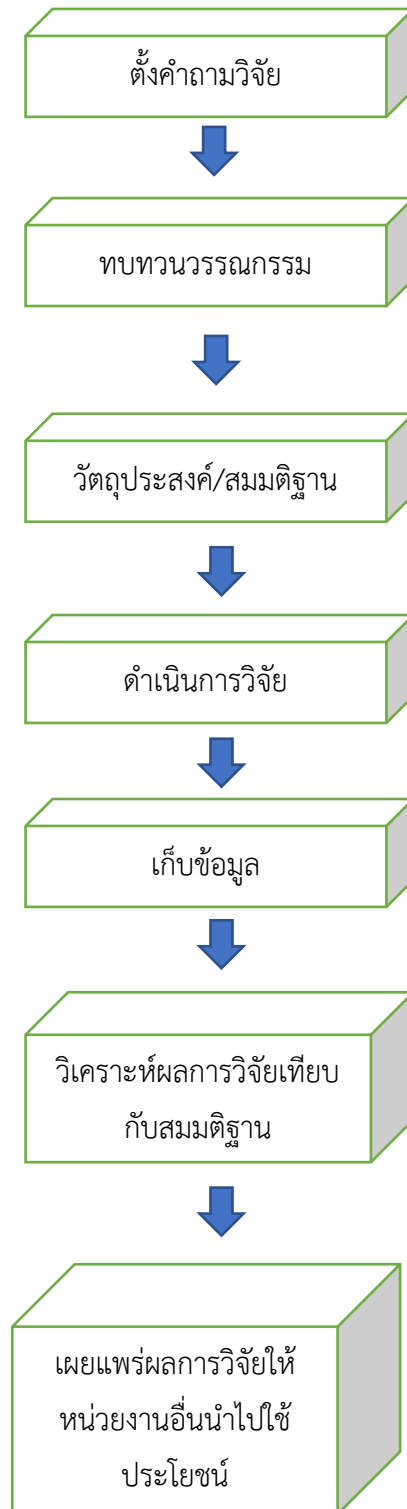 ตั้งคำถามวิจัย
ทบทวนวรรณกรรม
วัตถุประสงค์/สมมติฐาน
ดำเนินการวิจัย
เก็บข้อมูล
วิเคราะห์ผลการวิจัยเทียบ
กับสมมติฐาน
เผยแพร่ผลการวิจัยให้
หน่วยงานอื่นนำไปใช้
ประโยชน์